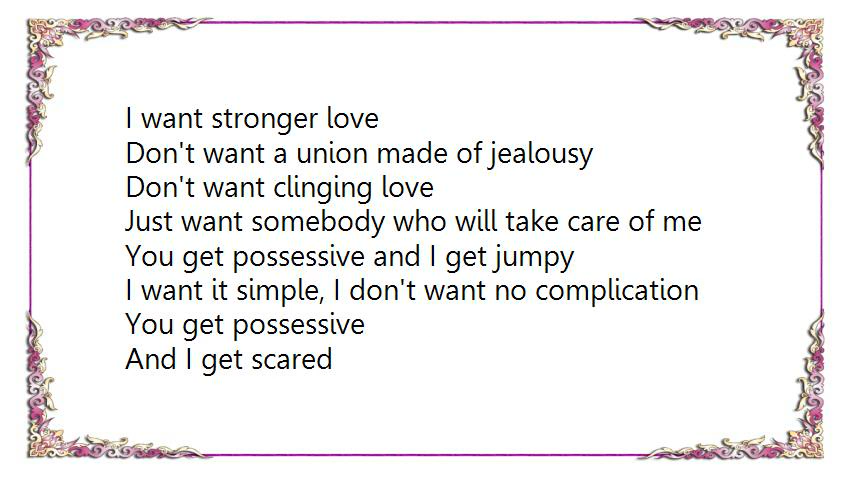 I want stronger love
Don't want a union made of jealousy
Don't want clinging love
Just want somebody who will take care of me
You get possessive and I get jumpy
I want it simple, I don't want no complication
You get possessive
And I get scared